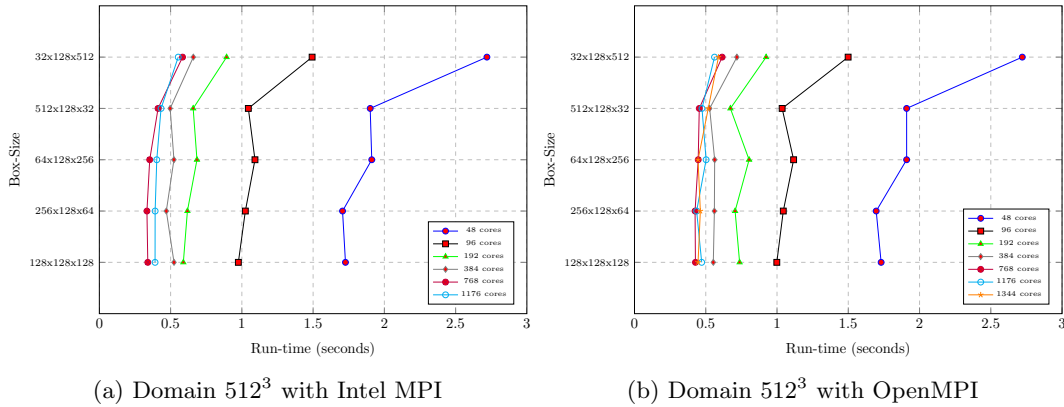 32x128x512
512x128x32
64x128x256
256x128x64
128x128x128
Box-Size
0 0.5 1 1.5 2 2.5 3
Run-time (seconds)
48 cores
96 cores
192 cores
384 cores
768 cores
1176 cores
(a) Domain 512³ with Intel MPI
32x128x512
512x128x32
64x128x256
256x128x64
128x128x128
Box-Size
0 0.5 1 1.5 2 2.5 3
Run-time (seconds)
48 cores
96 cores
192 cores
384 cores
768 cores
1176 cores
1344 cores
(b) Domain 512³ with OpenMPI